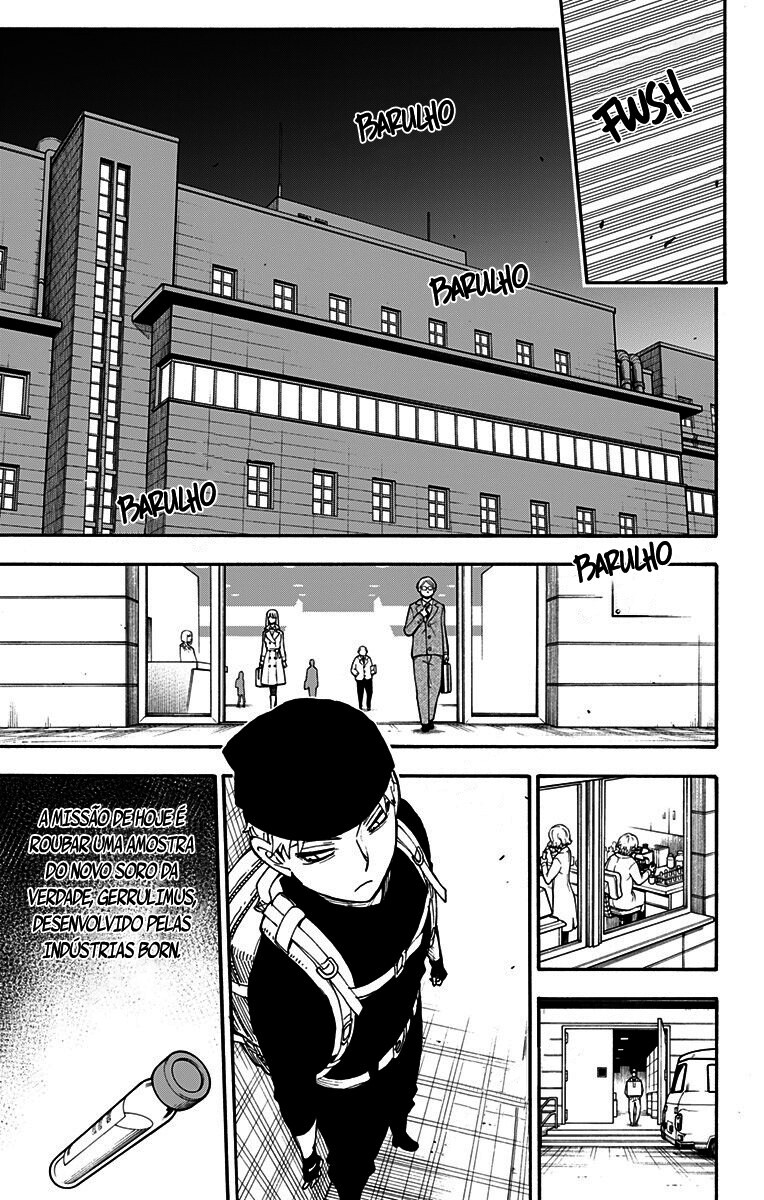 FWSH
BARULHO
BARULHO
BARULHO
BARULHO
A MISSÃO DE HOJE É
ROUBAR UMA AMOSTRA
DO NOVO SORO DA
VERDADE, GERRULIMUS,
DESENVOLVIDO PELAS
INDÚSTRIAS BORN.